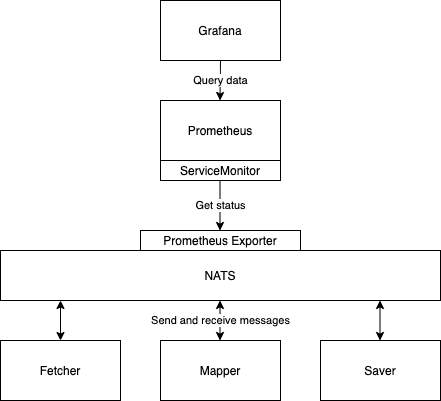 Grafana
Query data
Prometheus
ServiceMonitor
Get status
Prometheus Exporter
NATS
Send and receive messages
Fetcher
Mapper
Saver